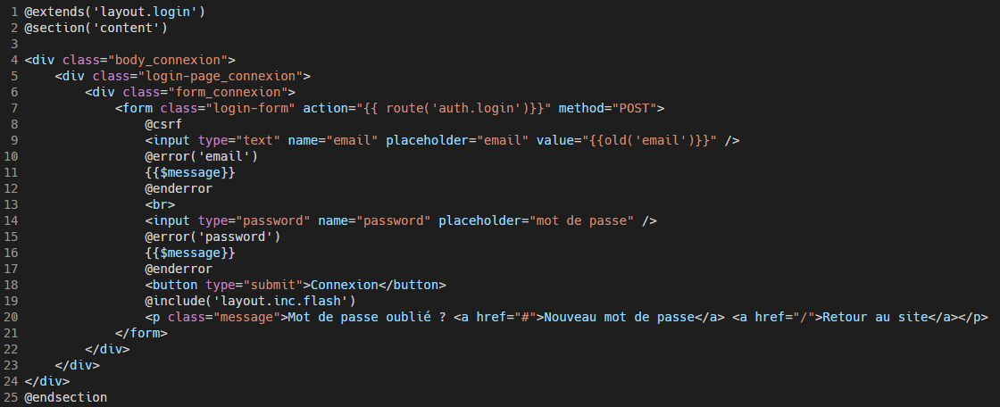 1 @extends('layout.login')
2 @section('content')
3
4 <div class="body_connexion">
5     <div class="login-page_connexion">
6         <div class="form_connexion">
7             <form class="login-form" action="{{ route('auth.login')}}" method="POST">
8                 @csrf
9                 <input type="text" name="email" placeholder="email" value="{{old('email')}}" />
10                 @error('email')
11                 {{$message}}
12                 @enderror
13                 <br>
14                 <input type="password" name="password" placeholder="mot de passe" />
15                 @error('password')
16                 {{$message}}
17                 @enderror
18                 <button type="submit">Connexion</button>
19                 @include('layout.inc.flash')
20                 <p class="message">Mot de passe oublié ? <a href="#">Nouveau mot de passe</a> <a href="/">Retour au site</a></p>
21             </form>
22         </div>
23     </div>
24 </div>
25 @endsection